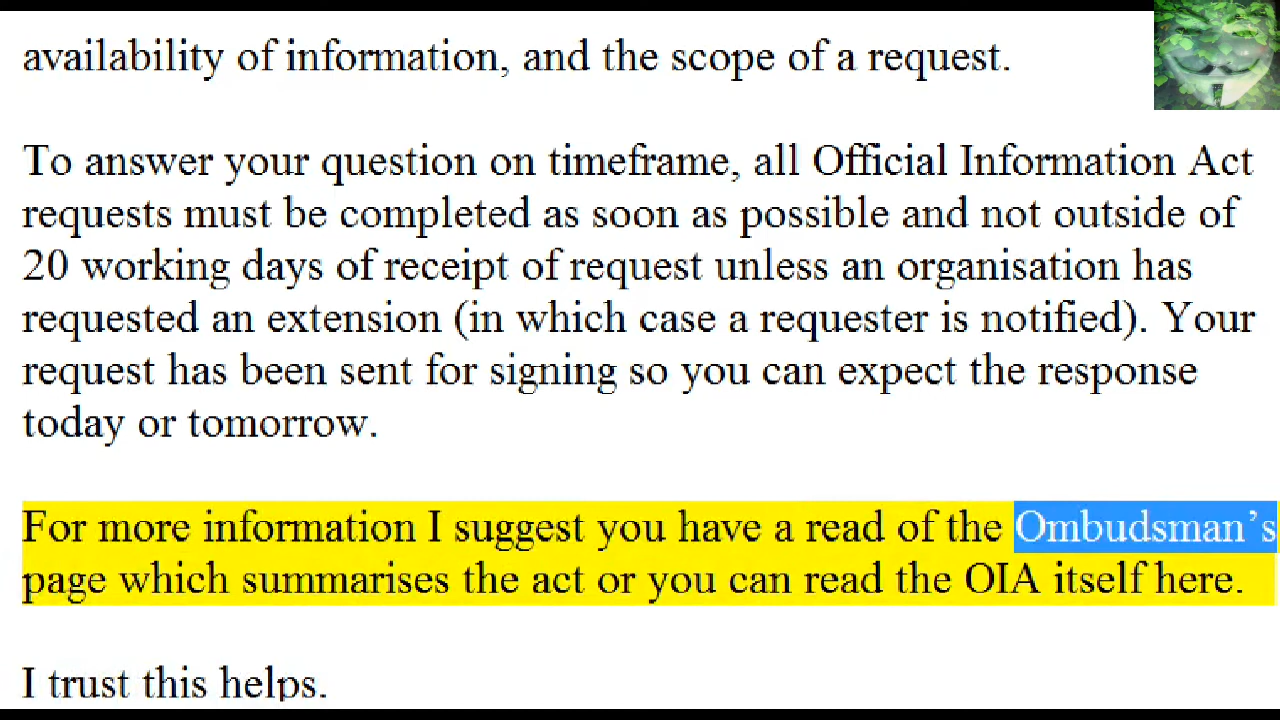 availability of information, and the scope of a request.
To answer your question on timeframe, all Official Information Act
requests must be completed as soon as possible and not outside of
20 working days of receipt of request unless an organisation has
requested an extension (in which case a requester is notified). Your
request has been sent for signing so you can expect the response
today or tomorrow.
For more information I suggest you have a read of the Ombudsman’s
page which summarises the act or you can read the OIA itself here.
I trust this helps.